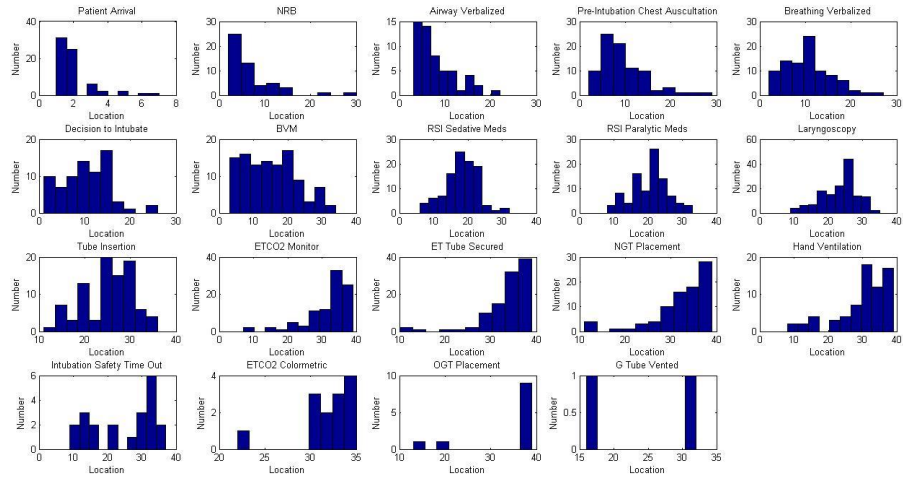 Patient Arrival
Number
40
20
0
0 2 4 6 8
Location
NRB
Number
30
20
10
0
0 10 20 30
Location
Airway Verbalized
Number
15
10
5
0
0 10 20 30
Location
Pre-Intubation Chest Auscultation
Number
30
20
10
0
0 10 20 30
Location
Breathing Verbalized
Number
30
20
10
0
0 10 20 30
Location
Decision to Intubate
Number
20
10
0
0 10 20 30
Location
BVM
Number
20
10
0
0 10 20 30 40
Location
RSI Sedative Meds
Number
30
20
10
0
0 10 20 30 40
Location
RSI Paralytic Meds
Number
30
20
10
0
0 10 20 30 40
Location
Laryngoscopy
Number
60
40
20
0
0 10 20 30 40
Location
Tube Insertion
Number
20
10
0
10 20 30 40
Location
ETCO2 Monitor
Number
40
20
0
0 10 20 30 40
Location
ET Tube Secured
Number
40
20
0
10 20 30 40
Location
NGT Placement
Number
30
20
10
0
10 20 30 40
Location
Hand Ventilation
Number
20
10
0
0 10 20 30 40
Location
Intubation Safety Time Out
Number
6
4
2
0
0 10 20 30 40
Location
ETCO2 Colormetric
Number
4
2
0
20 25 30 35
Location
OGT Placement
Number
10
5
0
10 20 30 40
Location
G Tube Vented
Number
1
0.5
0
15 20 25 30 35
Location